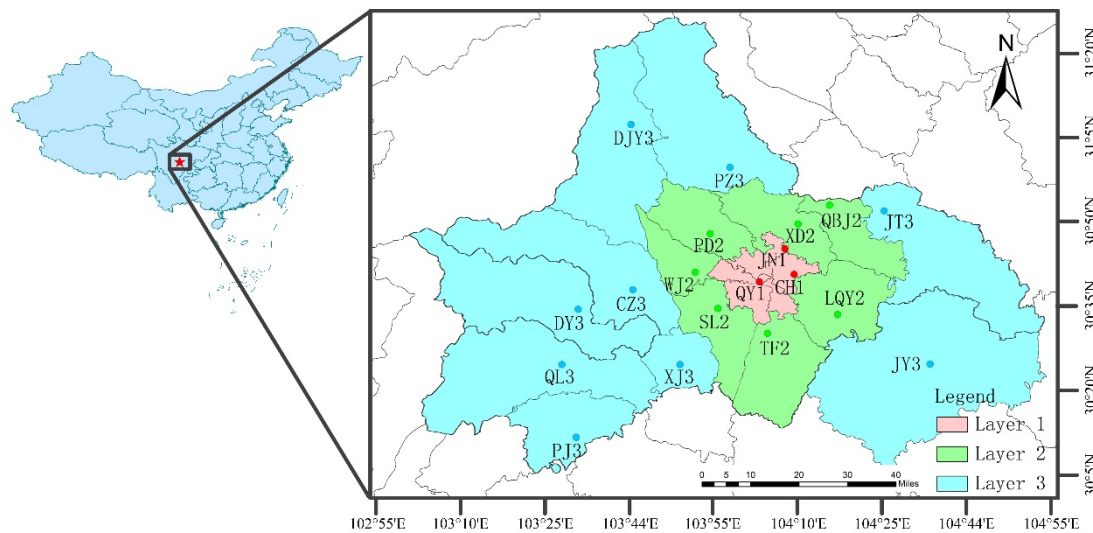 N
DJY3
PZ3
QBJ2
JT3
XD2
PD2
JN1
WJ2
QY1
CH1
CZ3
LQY2
DY3
SL2
TF2
QL3
XJ3
JY3
PJ3
Legend
Layer 1
Layer 2
Layer 3
0 5 10 20 30 40
Miles
102°55'E 103°10'E 103°25'E 103°44'E 103°56'E 104°10'E 104°25'E 104°44'E 104°55'E